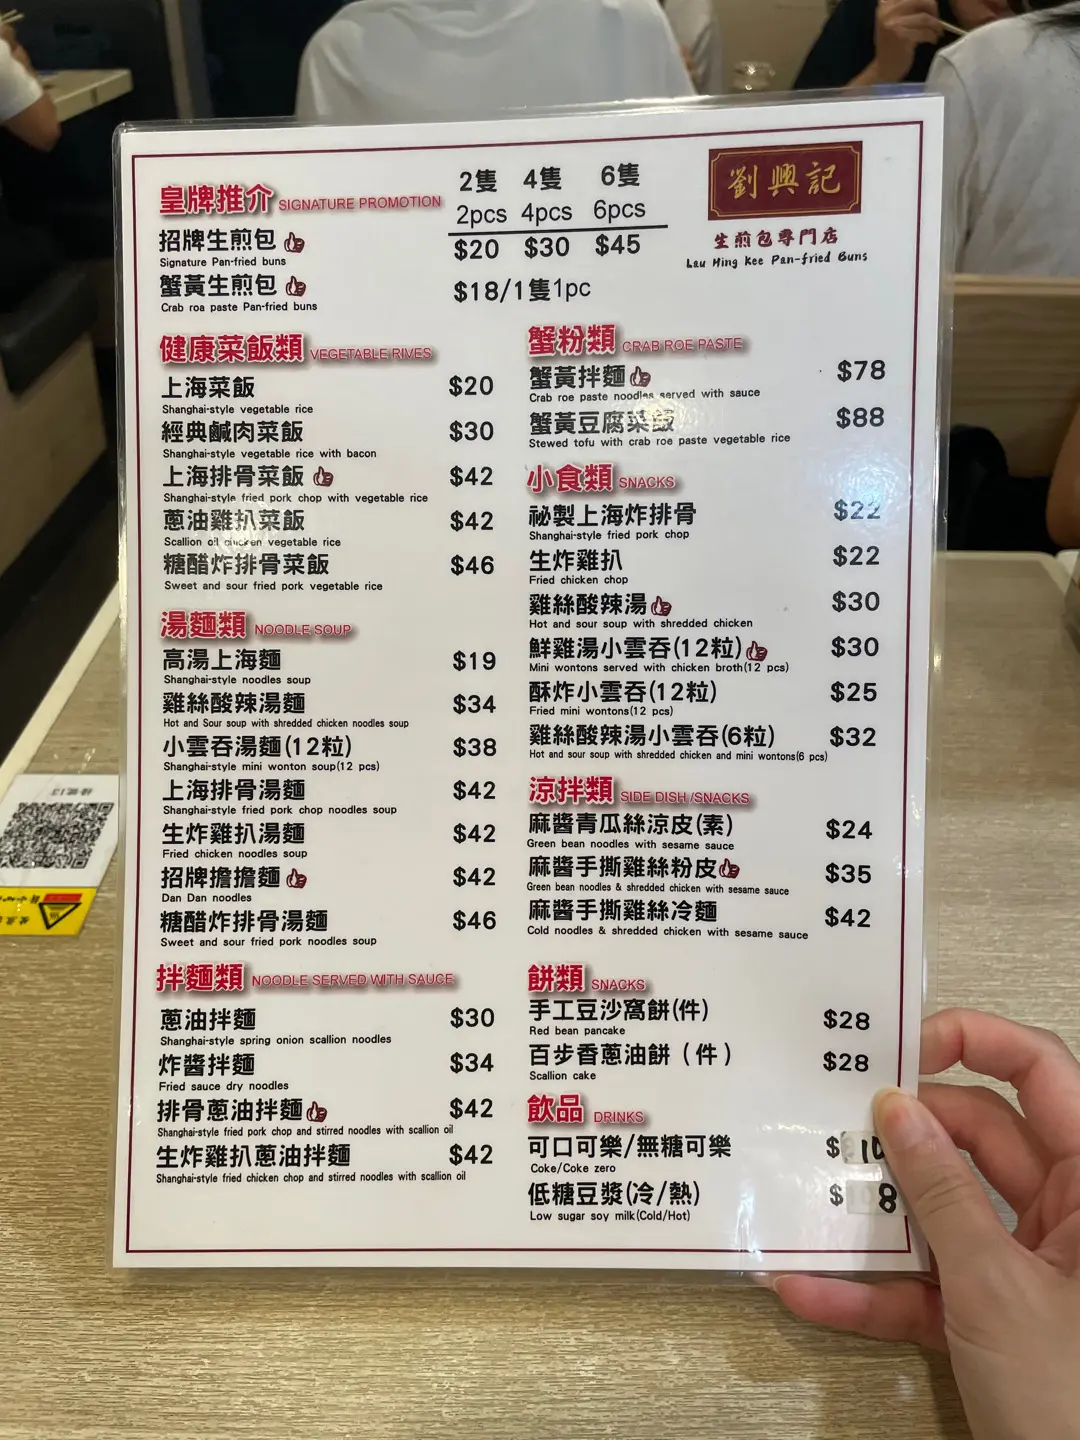 劉興記
生煎包專門店
Lau Hing Kee Pan-fried Buns
皇牌推介 SIGNATURE PROMOTION
2隻 4隻 6隻
2pcs 4pcs 6pcs
招牌生煎包 $20 $30 $45
Signature Pan-fried buns
蟹黃生煎包 $18/1隻1pc
Crab roa paste Pan-fried buns
健康菜飯類 VEGETABLE RIVES
上海菜飯 $20
Shanghai-style vegetable rice
經典鹹肉菜飯 $30
Shanghai-style vegetable rice with bacon
上海排骨菜飯 $42
Shanghai-style fried pork chop with vegetable rice
蔥油雞扒菜飯 $42
Scallion oil chicken vegetable rice
糖醋炸排骨菜飯 $46
Sweet and sour fried pork vegetable rice
湯麵類 NOODLE SOUP
高湯上海麵 $19
Shanghai-style noodles soup
雞絲酸辣湯麵 $34
Hot and Sour soup with shredded chicken noodles soup
小雲吞湯麵(12粒) $38
Shanghai-style mini wonton soup(12 pcs)
上海排骨湯麵 $42
Shanghai-style fried pork chop noodles soup
生炸雞扒湯麵 $42
Fried chicken noodles soup
招牌擔擔麵 $42
Dan Dan noodles
糖醋炸排骨湯麵 $46
Sweet and sour fried pork noodles soup
拌麵類 NOODLE SERVED WITH SAUCE
蔥油拌麵 $30
Shanghai-style spring onion scallion noodles
炸醬拌麵 $34
Fried sauce dry noodles
排骨蔥油拌麵 $42
Shanghai-style fried pork chop and stirred noodles with scallion oil
生炸雞扒蔥油拌麵 $42
Shanghai-style fried chicken chop and stirred noodles with scallion oil
蟹粉類 CRAB ROE PASTE
蟹黃拌麵 $78
Crab roe paste noodles served with sauce
蟹黃豆腐菜飯 $88
Stewed tofu with crab roe paste vegetable rice
小食類 SNACKS
祕製上海炸排骨 $22
Shanghai-style fried pork chop
生炸雞扒 $22
Fried chicken chop
雞絲酸辣湯 $30
Hot and sour soup with shredded chicken
鮮雞湯小雲吞(12粒) $30
Mini wontons served with chicken broth(12 pcs)
酥炸小雲吞(12粒) $25
Fried mini wontons(12 pcs)
雞絲酸辣湯小雲吞(6粒) $32
Hot and sour soup with shredded chicken and mini wontons(6 pcs)
涼拌類 SIDE DISH /SNACKS
麻醬青瓜絲涼皮(素) $24
Green bean noodles with sesame sauce
麻醬手撕雞絲粉皮 $35
Green bean noodles & shredded chicken with sesame sauce
麻醬手撕雞絲冷麵 $42
Cold noodles & shredded chicken with sesame sauce
餅類 SNACKS
手工豆沙窩餅(件) $28
Red bean pancake
百步香蔥油餅（件） $28
Scallion cake
飲品 DRINKS
可口可樂/無糖可樂 $10
Coke/Coke zero
低糖豆漿(冷/熱) $8
Low sugar soy milk(Cold/Hot)